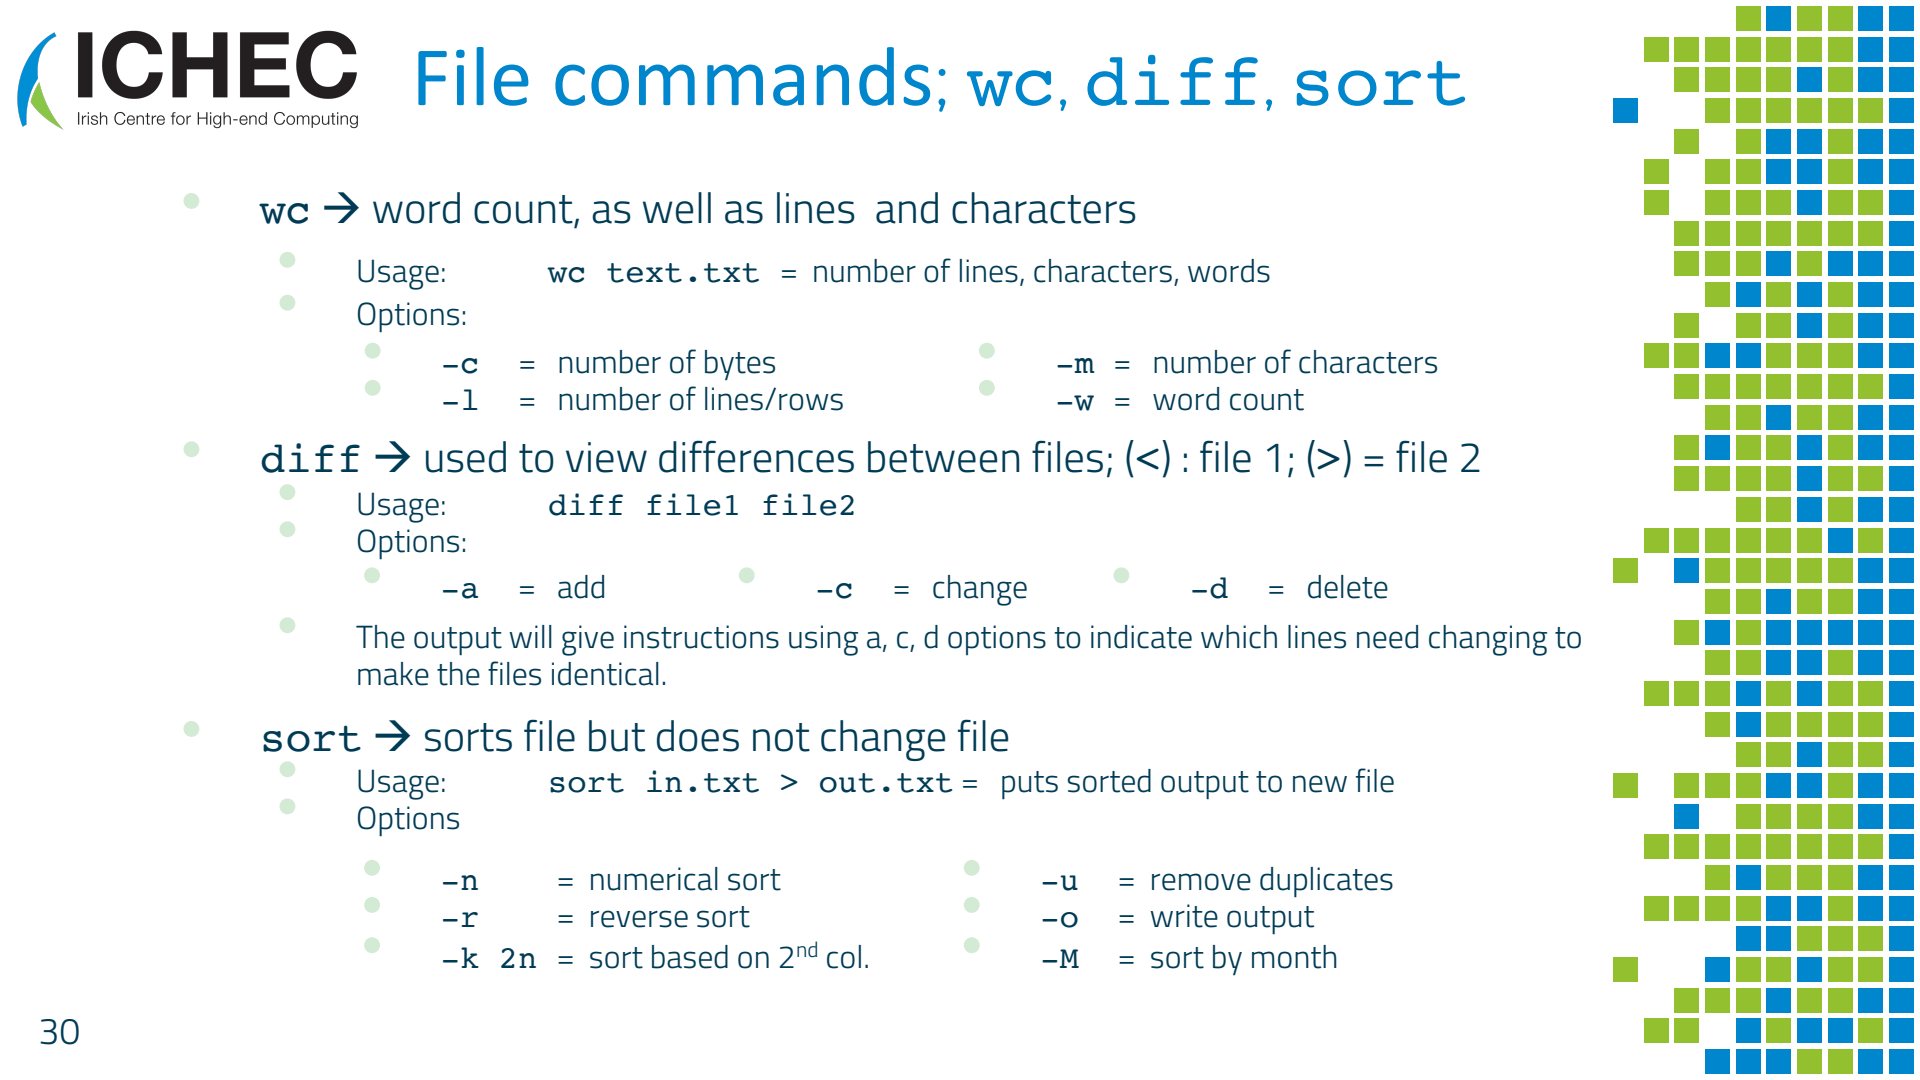 ICHEC
Irish Centre for High-end Computing
File commands; wc, diff, sort
wc → word count, as well as lines and characters
Usage: wc text.txt = number of lines, characters, words
Options:
-c = number of bytes
-m = number of characters
-l = number of lines/rows
-w = word count
diff → used to view differences between files; (<) : file 1; (>) = file 2
Usage: diff file1 file2
Options:
-a = add
-c = change
-d = delete
The output will give instructions using a, c, d options to indicate which lines need changing to
make the files identical.
sort → sorts file but does not change file
Usage: sort in.txt > out.txt = puts sorted output to new file
Options
-n = numerical sort
-u = remove duplicates
-r = reverse sort
-o = write output
-k 2n = sort based on 2nd col.
-M = sort by month
30